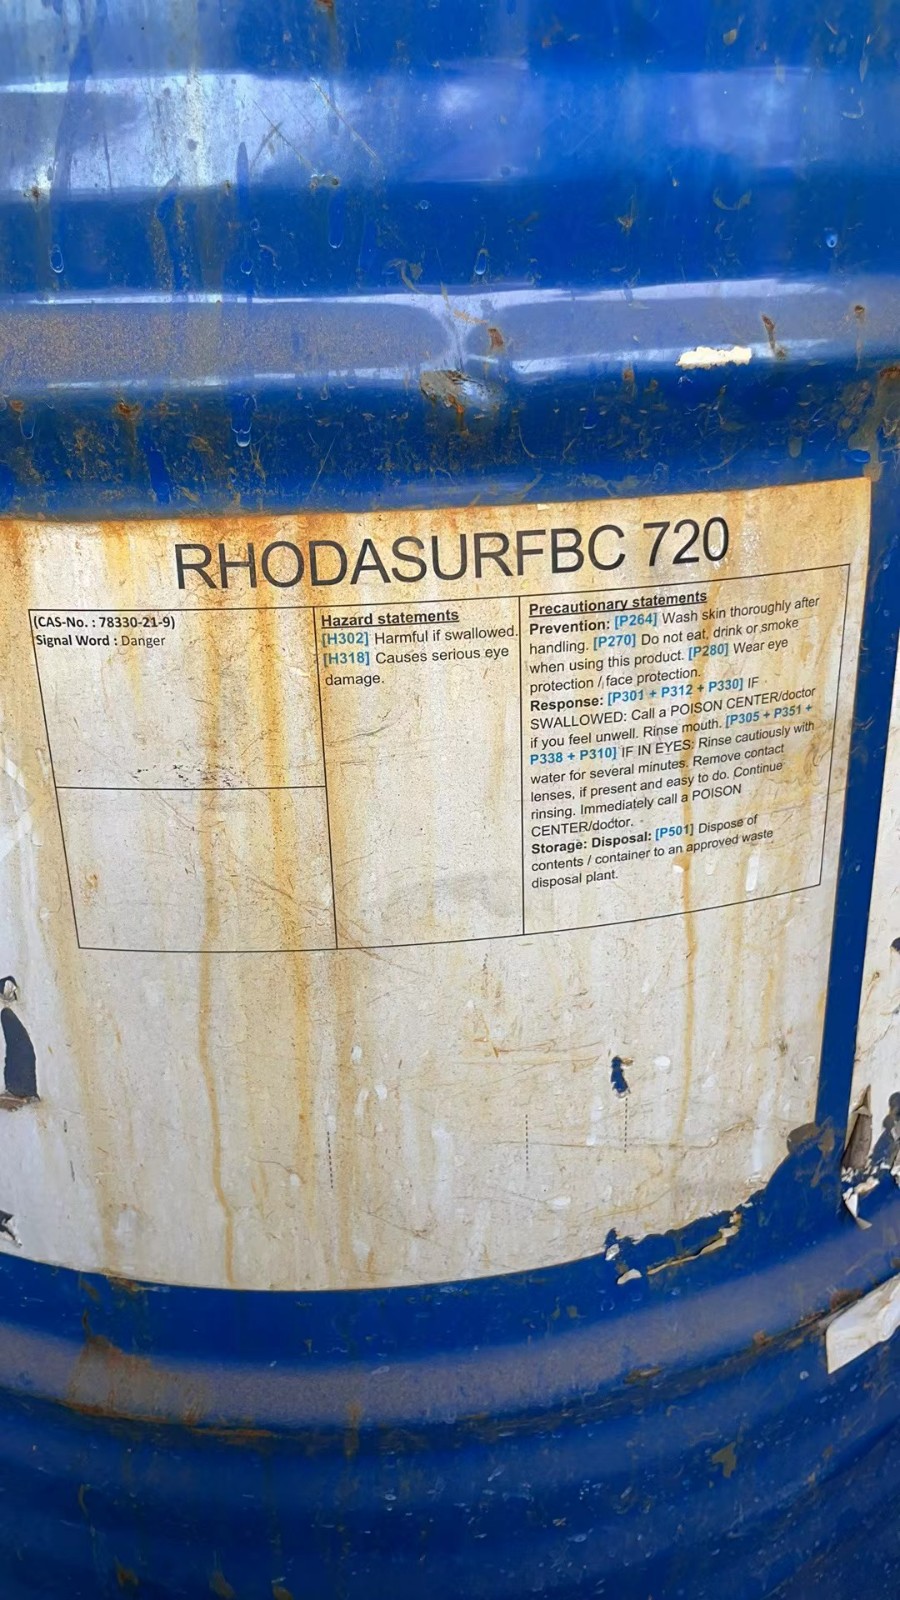 RHODASURFBC 720
(CAS-No. : 78330-21-9)
Signal Word : Danger
Hazard statements
[H302] Harmful if swallowed.
[H318] Causes serious eye
damage.
Precautionary statements
Prevention: [P264] Wash skin thoroughly after
handling. [P270] Do not eat, drink or smoke
when using this product. [P280] Wear eye
protection / face protection.
Response: [P301 + P312 + P330] IF
SWALLOWED: Call a POISON CENTER/doctor
if you feel unwell. Rinse mouth. [P305 + P351 +
P338 + P310] IF IN EYES: Rinse cautiously with
water for several minutes. Remove contact
lenses, if present and easy to do. Continue
rinsing. Immediately call a POISON
CENTER/doctor.
Storage: Disposal: [P501] Dispose of
contents / container to an approved waste
disposal plant.